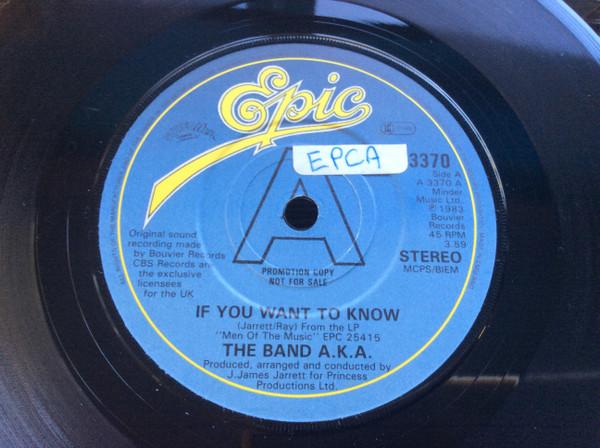 Epic
EPCA
3370
A
Side A
A 3370 A
Minder
Music Ltd.
℗ 1983
Bouvier
Records
45 RPM
3.59
STEREO
MCPS/BIEM
Original sound
recording made
by Bouvier Records
CBS Records are
the exclusive
licensees
for the UK
PROMOTION COPY
NOT FOR SALE
IF YOU WANT TO KNOW
(Jarrett/Ray) From the LP
"Men Of The Music" EPC 25415
THE BAND A.K.A.
Produced, arranged and conducted by
J.James Jarrett for Princess
Productions Ltd.